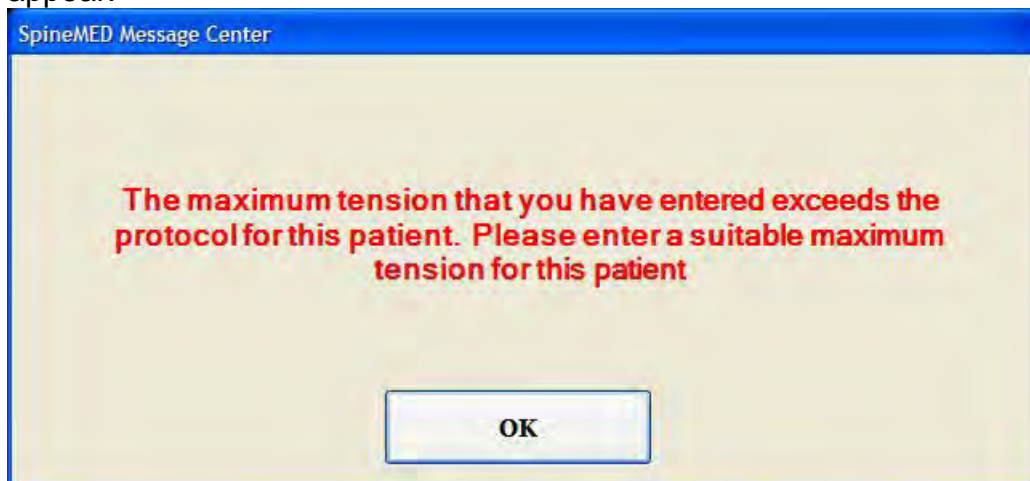 appear.
SpineMED Message Center
The maximum tension that you have entered exceeds the
protocol for this patient. Please enter a suitable maximum
tension for this patient
OK